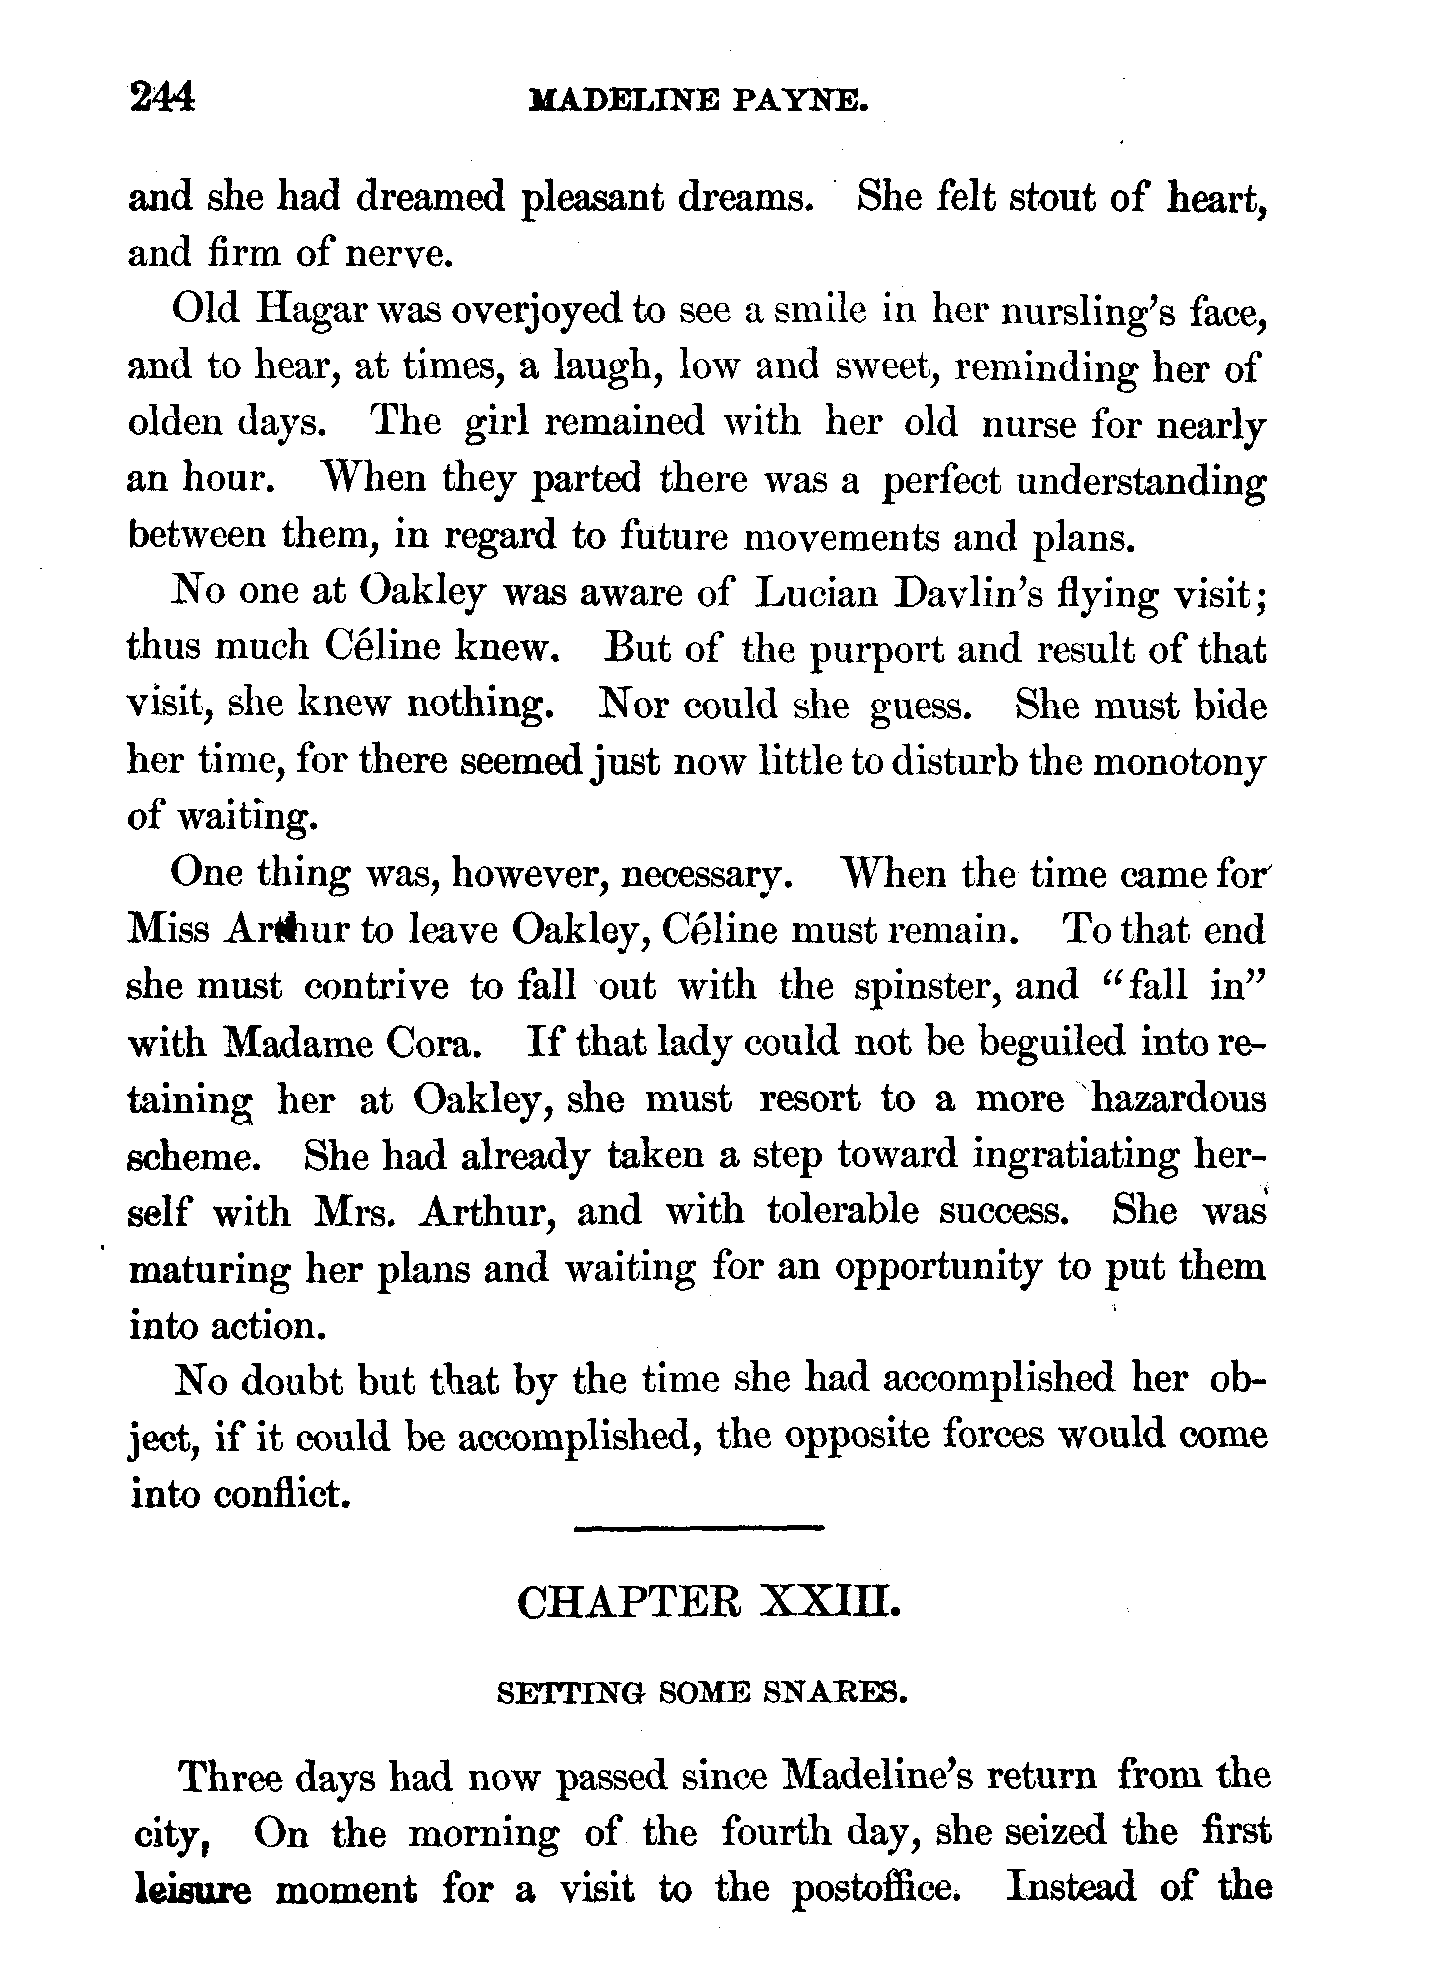 244 MADELINE PAYNE.
and she had dreamed pleasant dreams. She felt stout of heart,
and firm of nerve.
Old Hagar was overjoyed to see a smile in her nursling's face,
and to hear, at times, a laugh, low and sweet, reminding her of
olden days. The girl remained with her old nurse for nearly
an hour. When they parted there was a perfect understanding
between them, in regard to future movements and plans.
No one at Oakley was aware of Lucian Davlin's flying visit;
thus much Céline knew. But of the purport and result of that
visit, she knew nothing. Nor could she guess. She must bide
her time, for there seemed just now little to disturb the monotony
of waiting.
One thing was, however, necessary. When the time came for
Miss Arthur to leave Oakley, Céline must remain. To that end
she must contrive to fall out with the spinster, and "fall in"
with Madame Cora. If that lady could not be beguiled into re-
taining her at Oakley, she must resort to a more hazardous
scheme. She had already taken a step toward ingratiating her-
self with Mrs. Arthur, and with tolerable success. She was
maturing her plans and waiting for an opportunity to put them
into action.
No doubt but that by the time she had accomplished her ob-
ject, if it could be accomplished, the opposite forces would come
into conflict.
CHAPTER XXIII.
SETTING SOME SNARES.
Three days had now passed since Madeline's return from the
city, On the morning of the fourth day, she seized the first
leisure moment for a visit to the postoffice. Instead of the